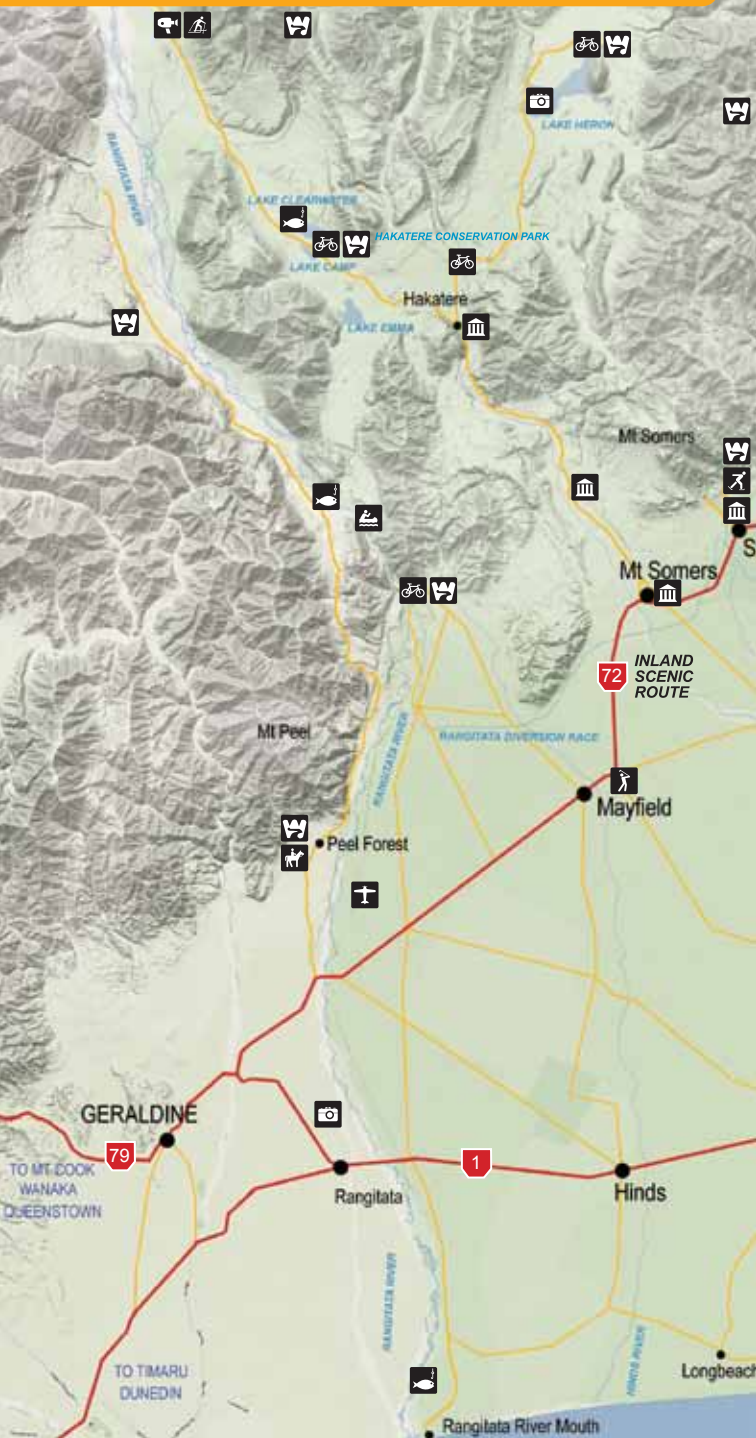 RANGITATA RIVER
LAKE HERON
LAKE CLEARWATER
HAKATERE CONSERVATION PARK
LAKE CAMP
Hakatere
LAKE EMMA
Mt Somers
S
Mt Somers
72
INLAND
SCENIC
ROUTE
Mt Peel
RANGITATA RIVER
RANGITATA DIVERSION RACE
Mayfield
Peel Forest
GERALDINE
79
1
TO MT COOK
WANAKA
QUEENSTOWN
Rangitata
Hinds
RANGITATA RIVER
HINDS RIVER
TO TIMARU
DUNEDIN
Longbeach
Rangitata River Mouth